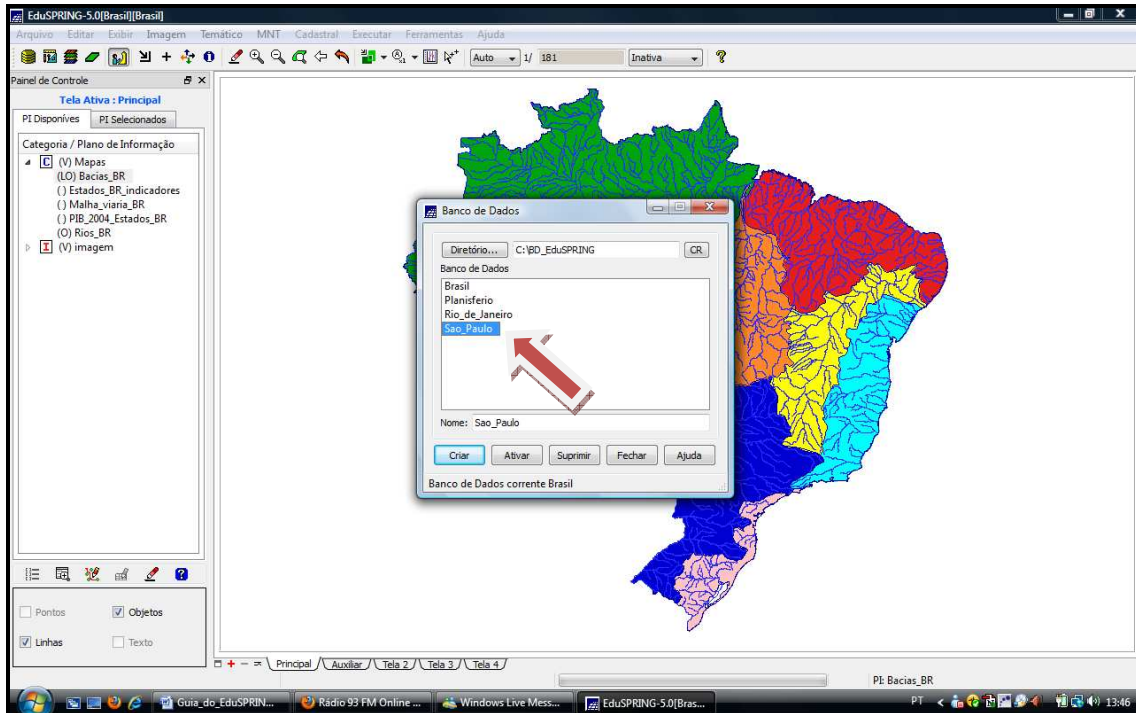 EduSPRING-5.0[Brasil][Brasil]
Arquivo Editar Exibir Imagem Temático MNT Cadastral Executar Ferramentas Ajuda
Auto 1/ 181 Inativa
Painel de Controle
Tela Ativa : Principal
PI Disponíves PI Selecionados
Categoria / Plano de Informação
C (V) Mapas
(LO) Bacias_BR
() Estados_BR_indicadores
() Malha_viaria_BR
() PIB_2004_Estados_BR
(O) Rios_BR
I (V) imagem
Banco de Dados
Diretório... C:\BD_EduSPRING CR
Banco de Dados
Brasil
Planisferio
Rio_de_Janeiro
Sao_Paulo
Nome: Sao_Paulo
Criar Ativar Suprimir Fechar Ajuda
Banco de Dados corrente Brasil
Pontos Objetos
Linhas Texto
Principal Auxiliar Tela 2 Tela 3 Tela 4
PI: Bacias_BR
Guia_do_EduSPRIN... Rádio 93 FM Online ... Windows Live Mess... EduSPRING-5.0[Bras... PT 13:46